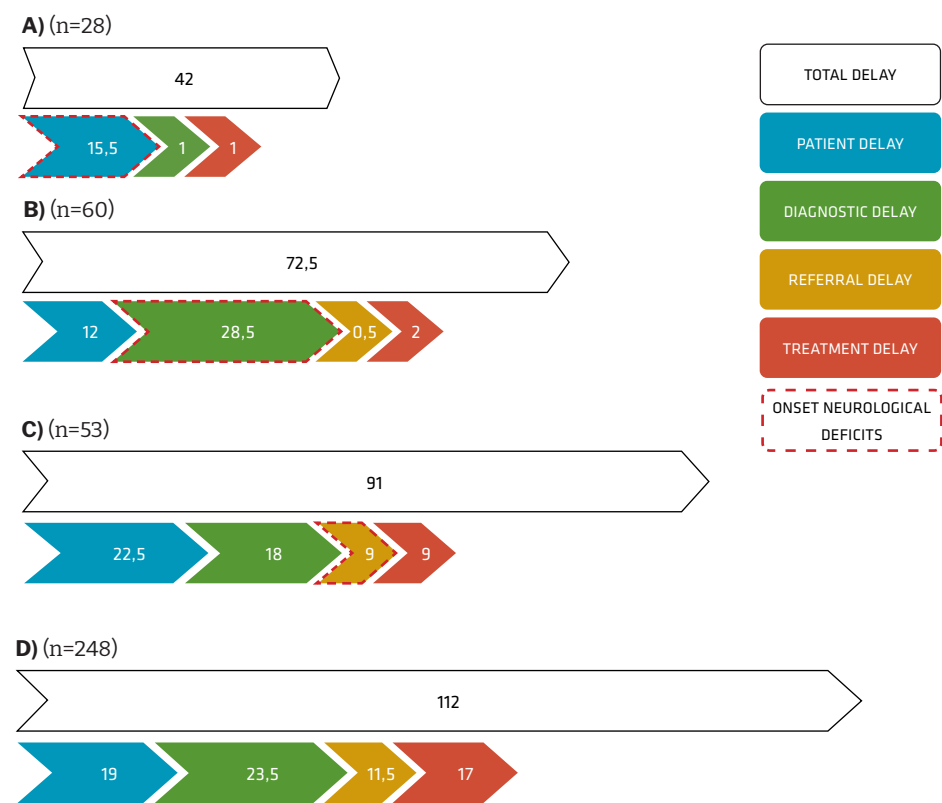 A) (n=28)
42
15,5
1
1
B) (n=60)
72,5
12
28,5
0,5
2
C) (n=53)
91
22,5
18
9
9
D) (n=248)
112
19
23,5
11,5
17
TOTAL DELAY
PATIENT DELAY
DIAGNOSTIC DELAY
REFERRAL DELAY
TREATMENT DELAY
ONSET NEUROLOGICAL
DEFICITS